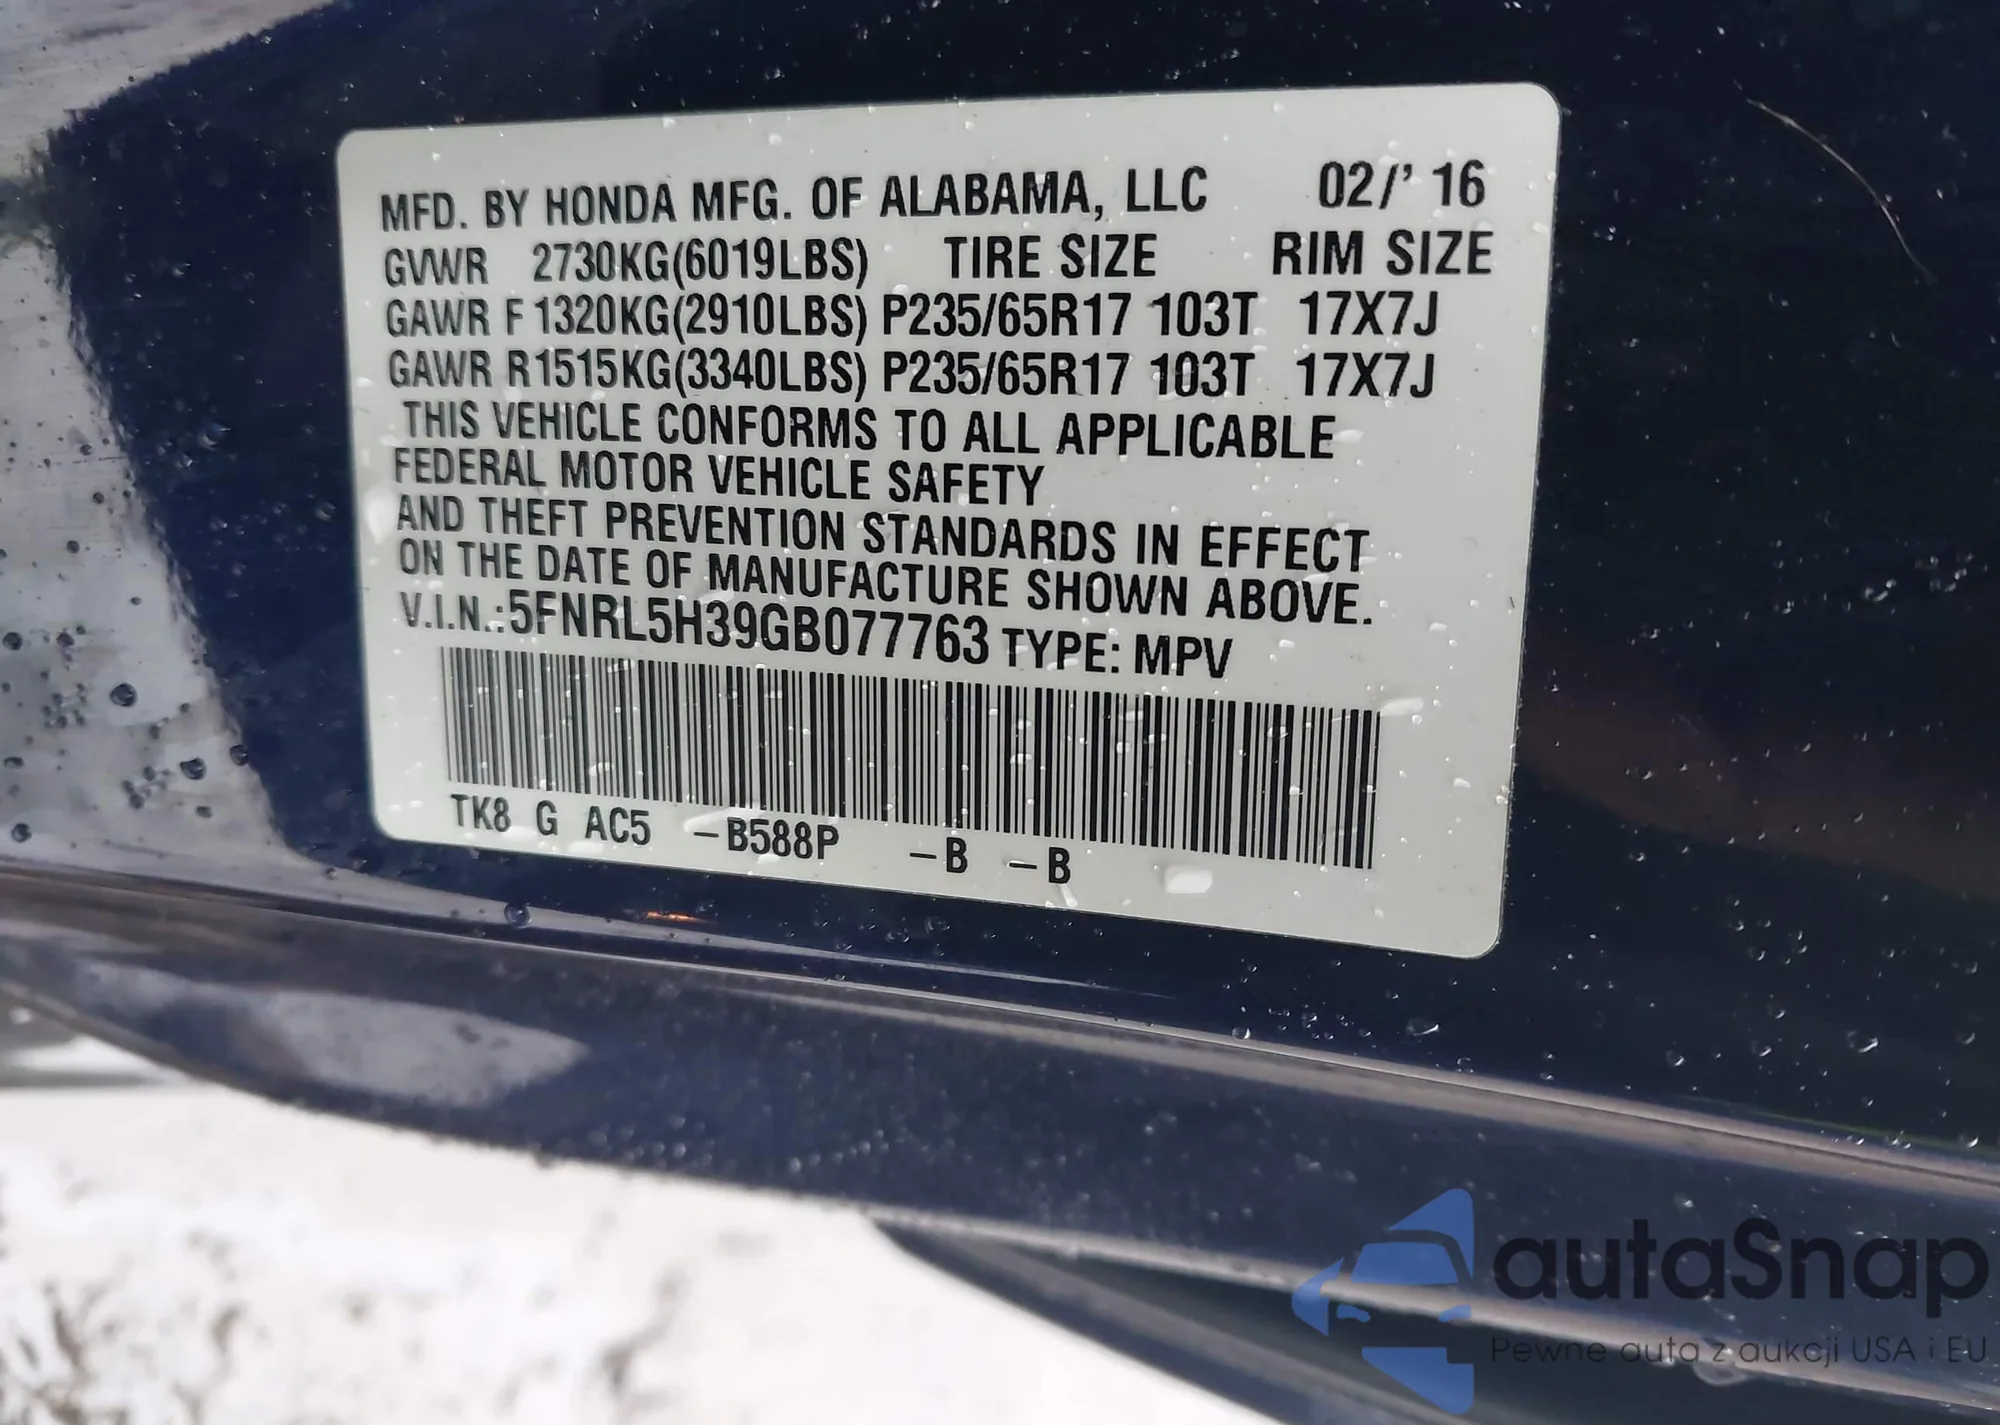 MFD. BY HONDA MFG. OF ALABAMA, LLC 02/' 16
GVWR 2730KG(6019LBS) TIRE SIZE RIM SIZE
GAWR F 1320KG(2910LBS) P235/65R17 103T 17X7J
GAWR R1515KG(3340LBS) P235/65R17 103T 17X7J
THIS VEHICLE CONFORMS TO ALL APPLICABLE
FEDERAL MOTOR VEHICLE SAFETY
AND THEFT PREVENTION STANDARDS IN EFFECT
ON THE DATE OF MANUFACTURE SHOWN ABOVE.
V.I.N.:5FNRL5H39GB077763 TYPE: MPV
TK8 G AC5 -B588P -B -B
autaSnap
Pewne auta z aukcji USA i EU